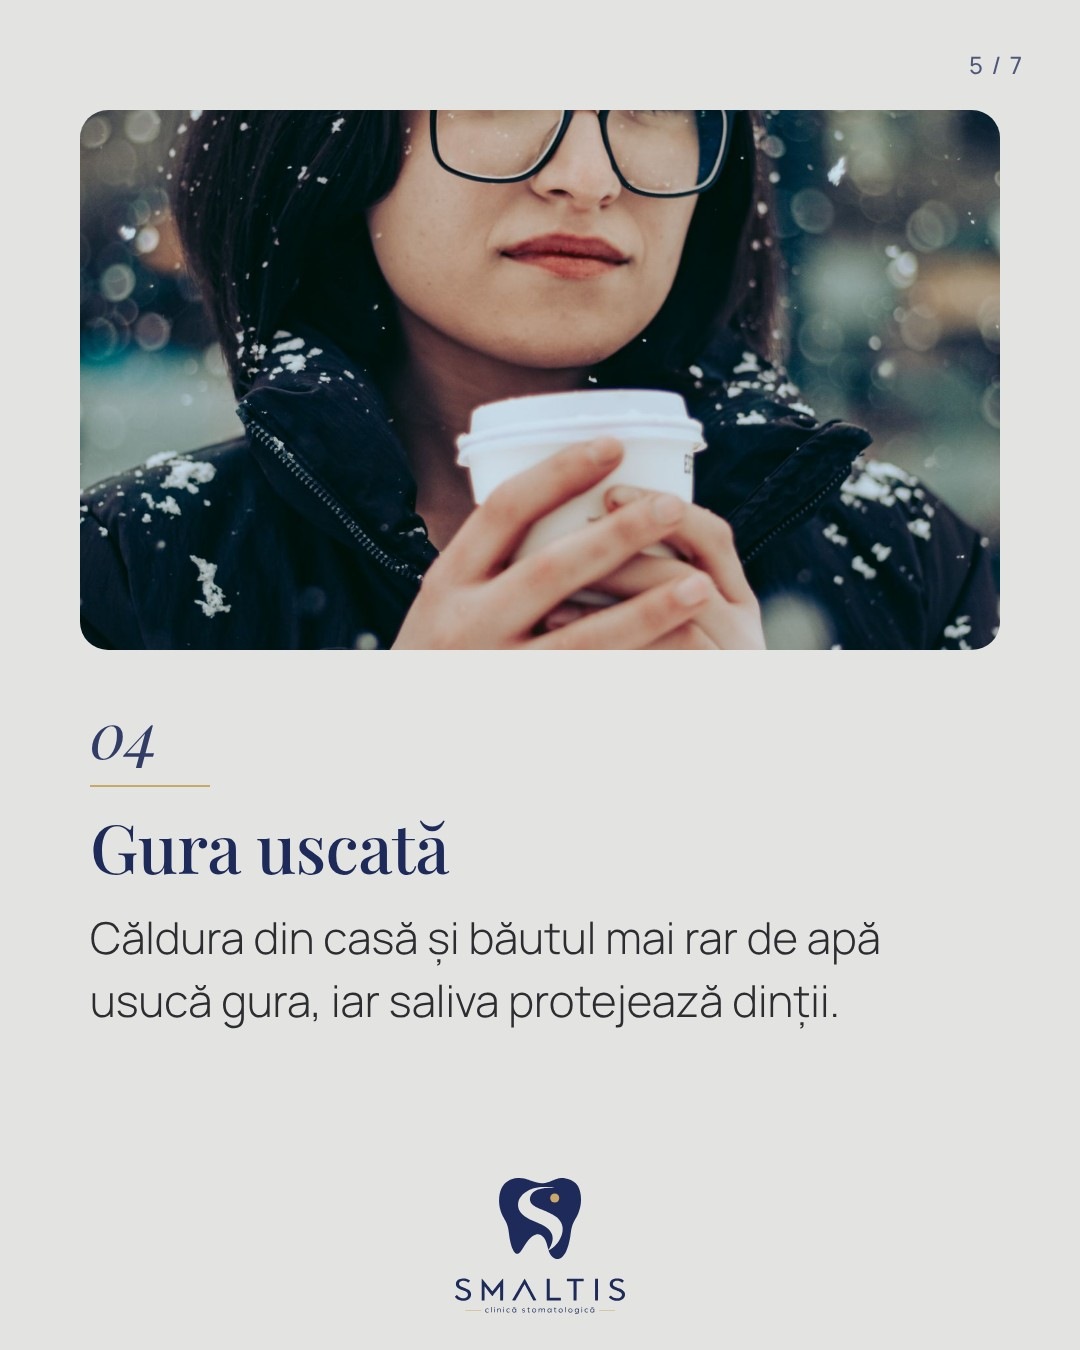 5 / 7
04
Gura uscată
Căldura din casă și băutul mai rar de apă
usucă gura, iar saliva protejează dinții.
SMALTIS
clinică stomatologică